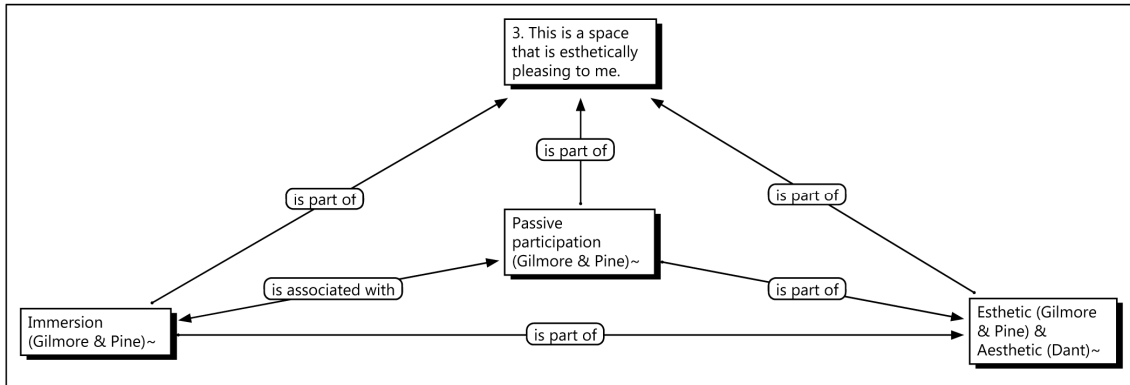 3. This is a space
that is esthetically
pleasing to me.
is part of
is part of
is part of
Passive
participation
(Gilmore & Pine)~
is associated with
is part of
Immersion
(Gilmore & Pine)~
is part of
Esthetic (Gilmore
& Pine) &
Aesthetic (Dant)~